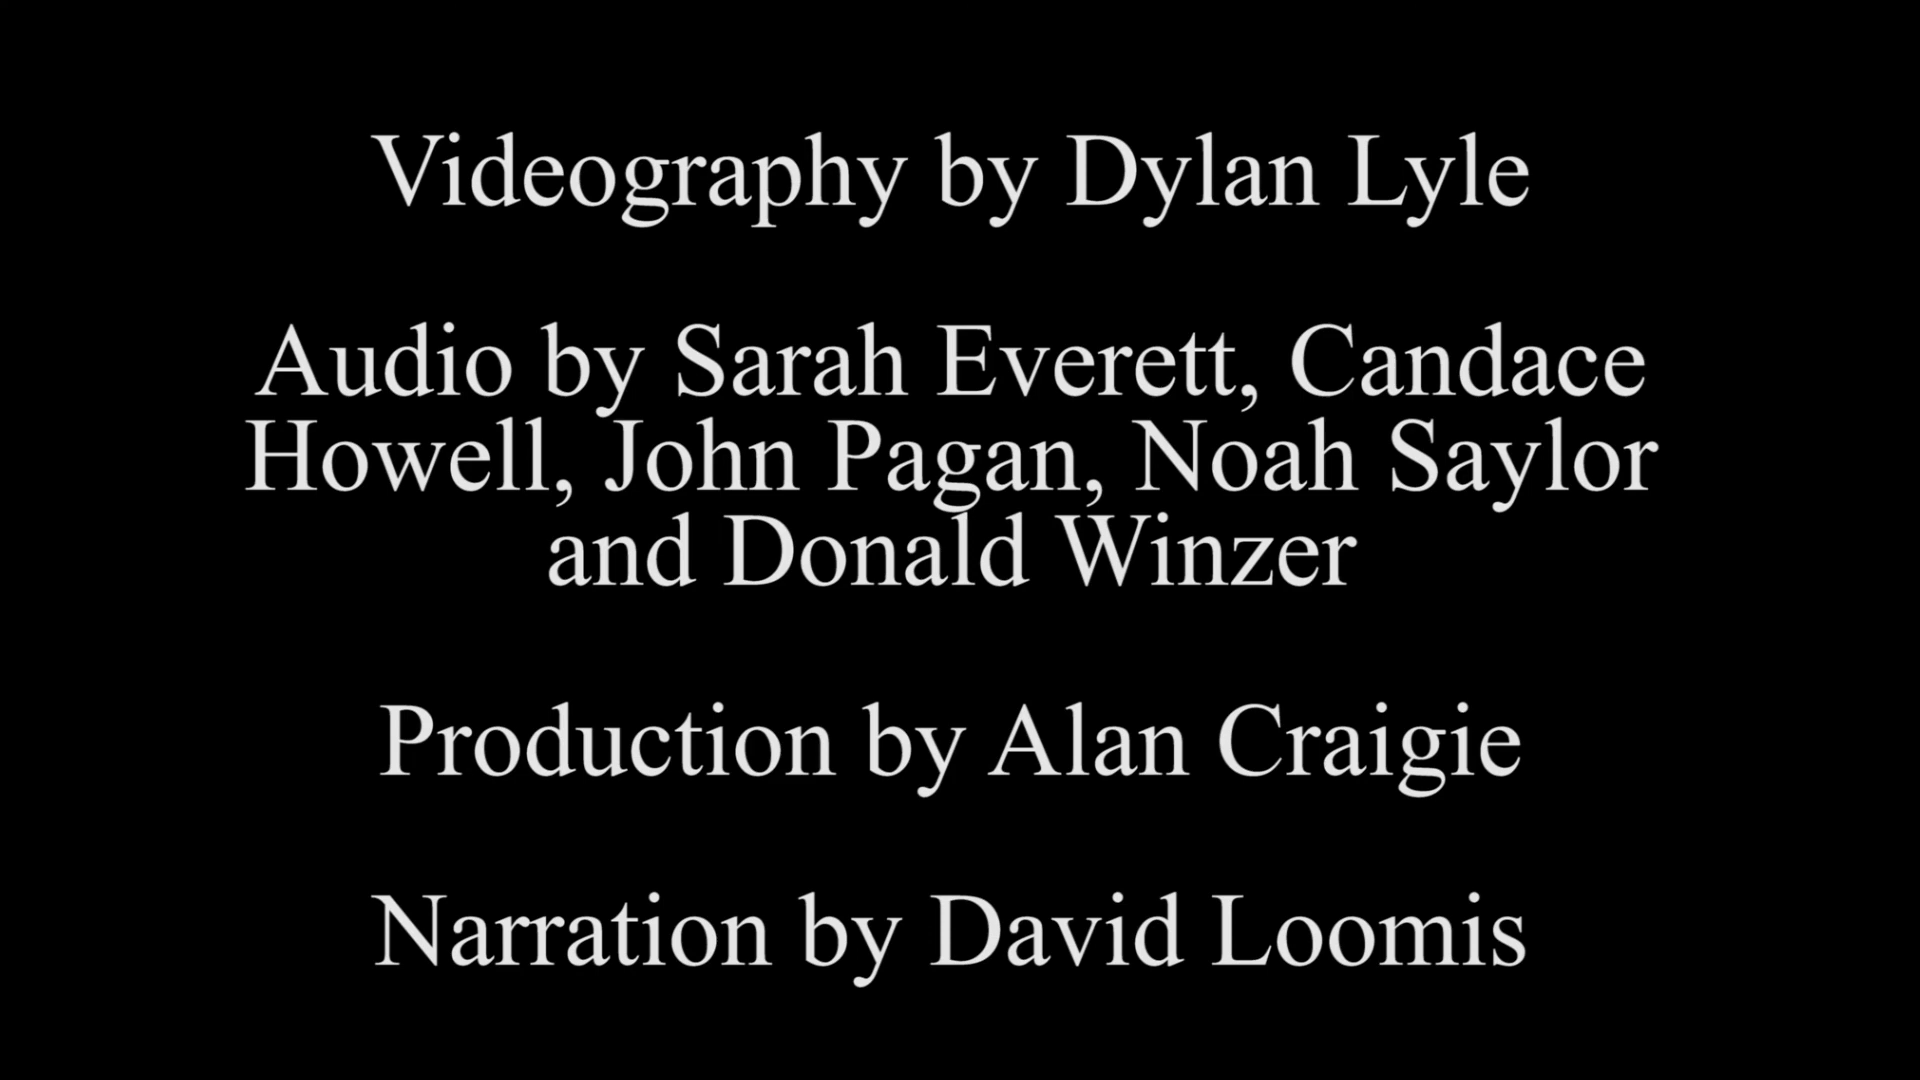 Videography by Dylan Lyle
Audio by Sarah Everett, Candace
Howell, John Pagan, Noah Saylor
and Donald Winzer
Production by Alan Craigie
Narration by David Loomis